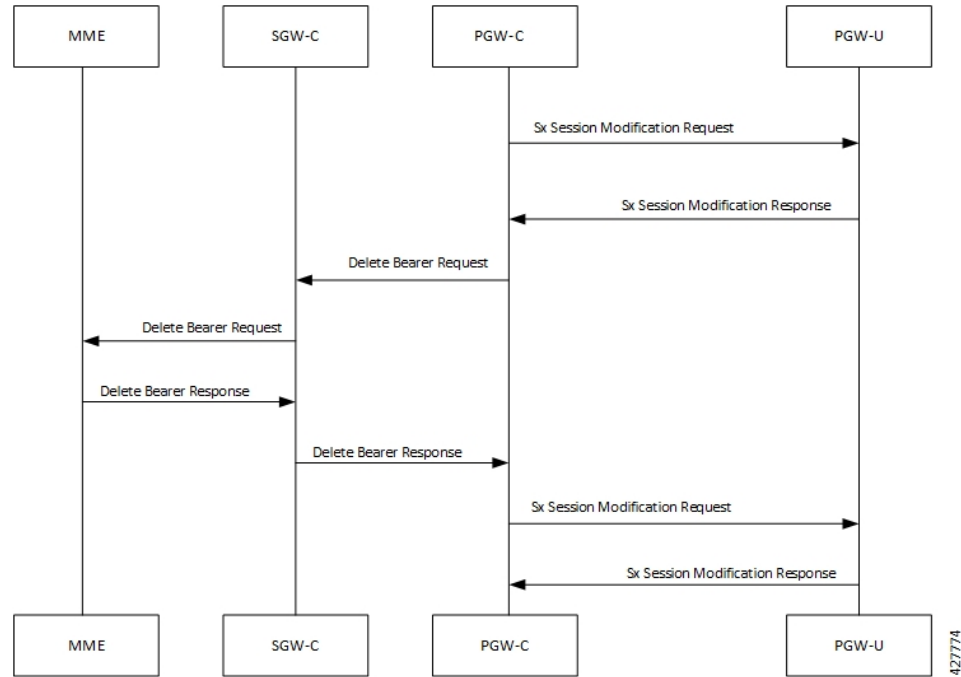 MME
SGW-C
PGW-C
PGW-U
Sx Session Modification Request
Sx Session Modification Response
Delete Bearer Request
Delete Bearer Request
Delete Bearer Response
Delete Bearer Response
Sx Session Modification Request
Sx Session Modification Response
MME
SGW-C
PGW-C
PGW-U
427774